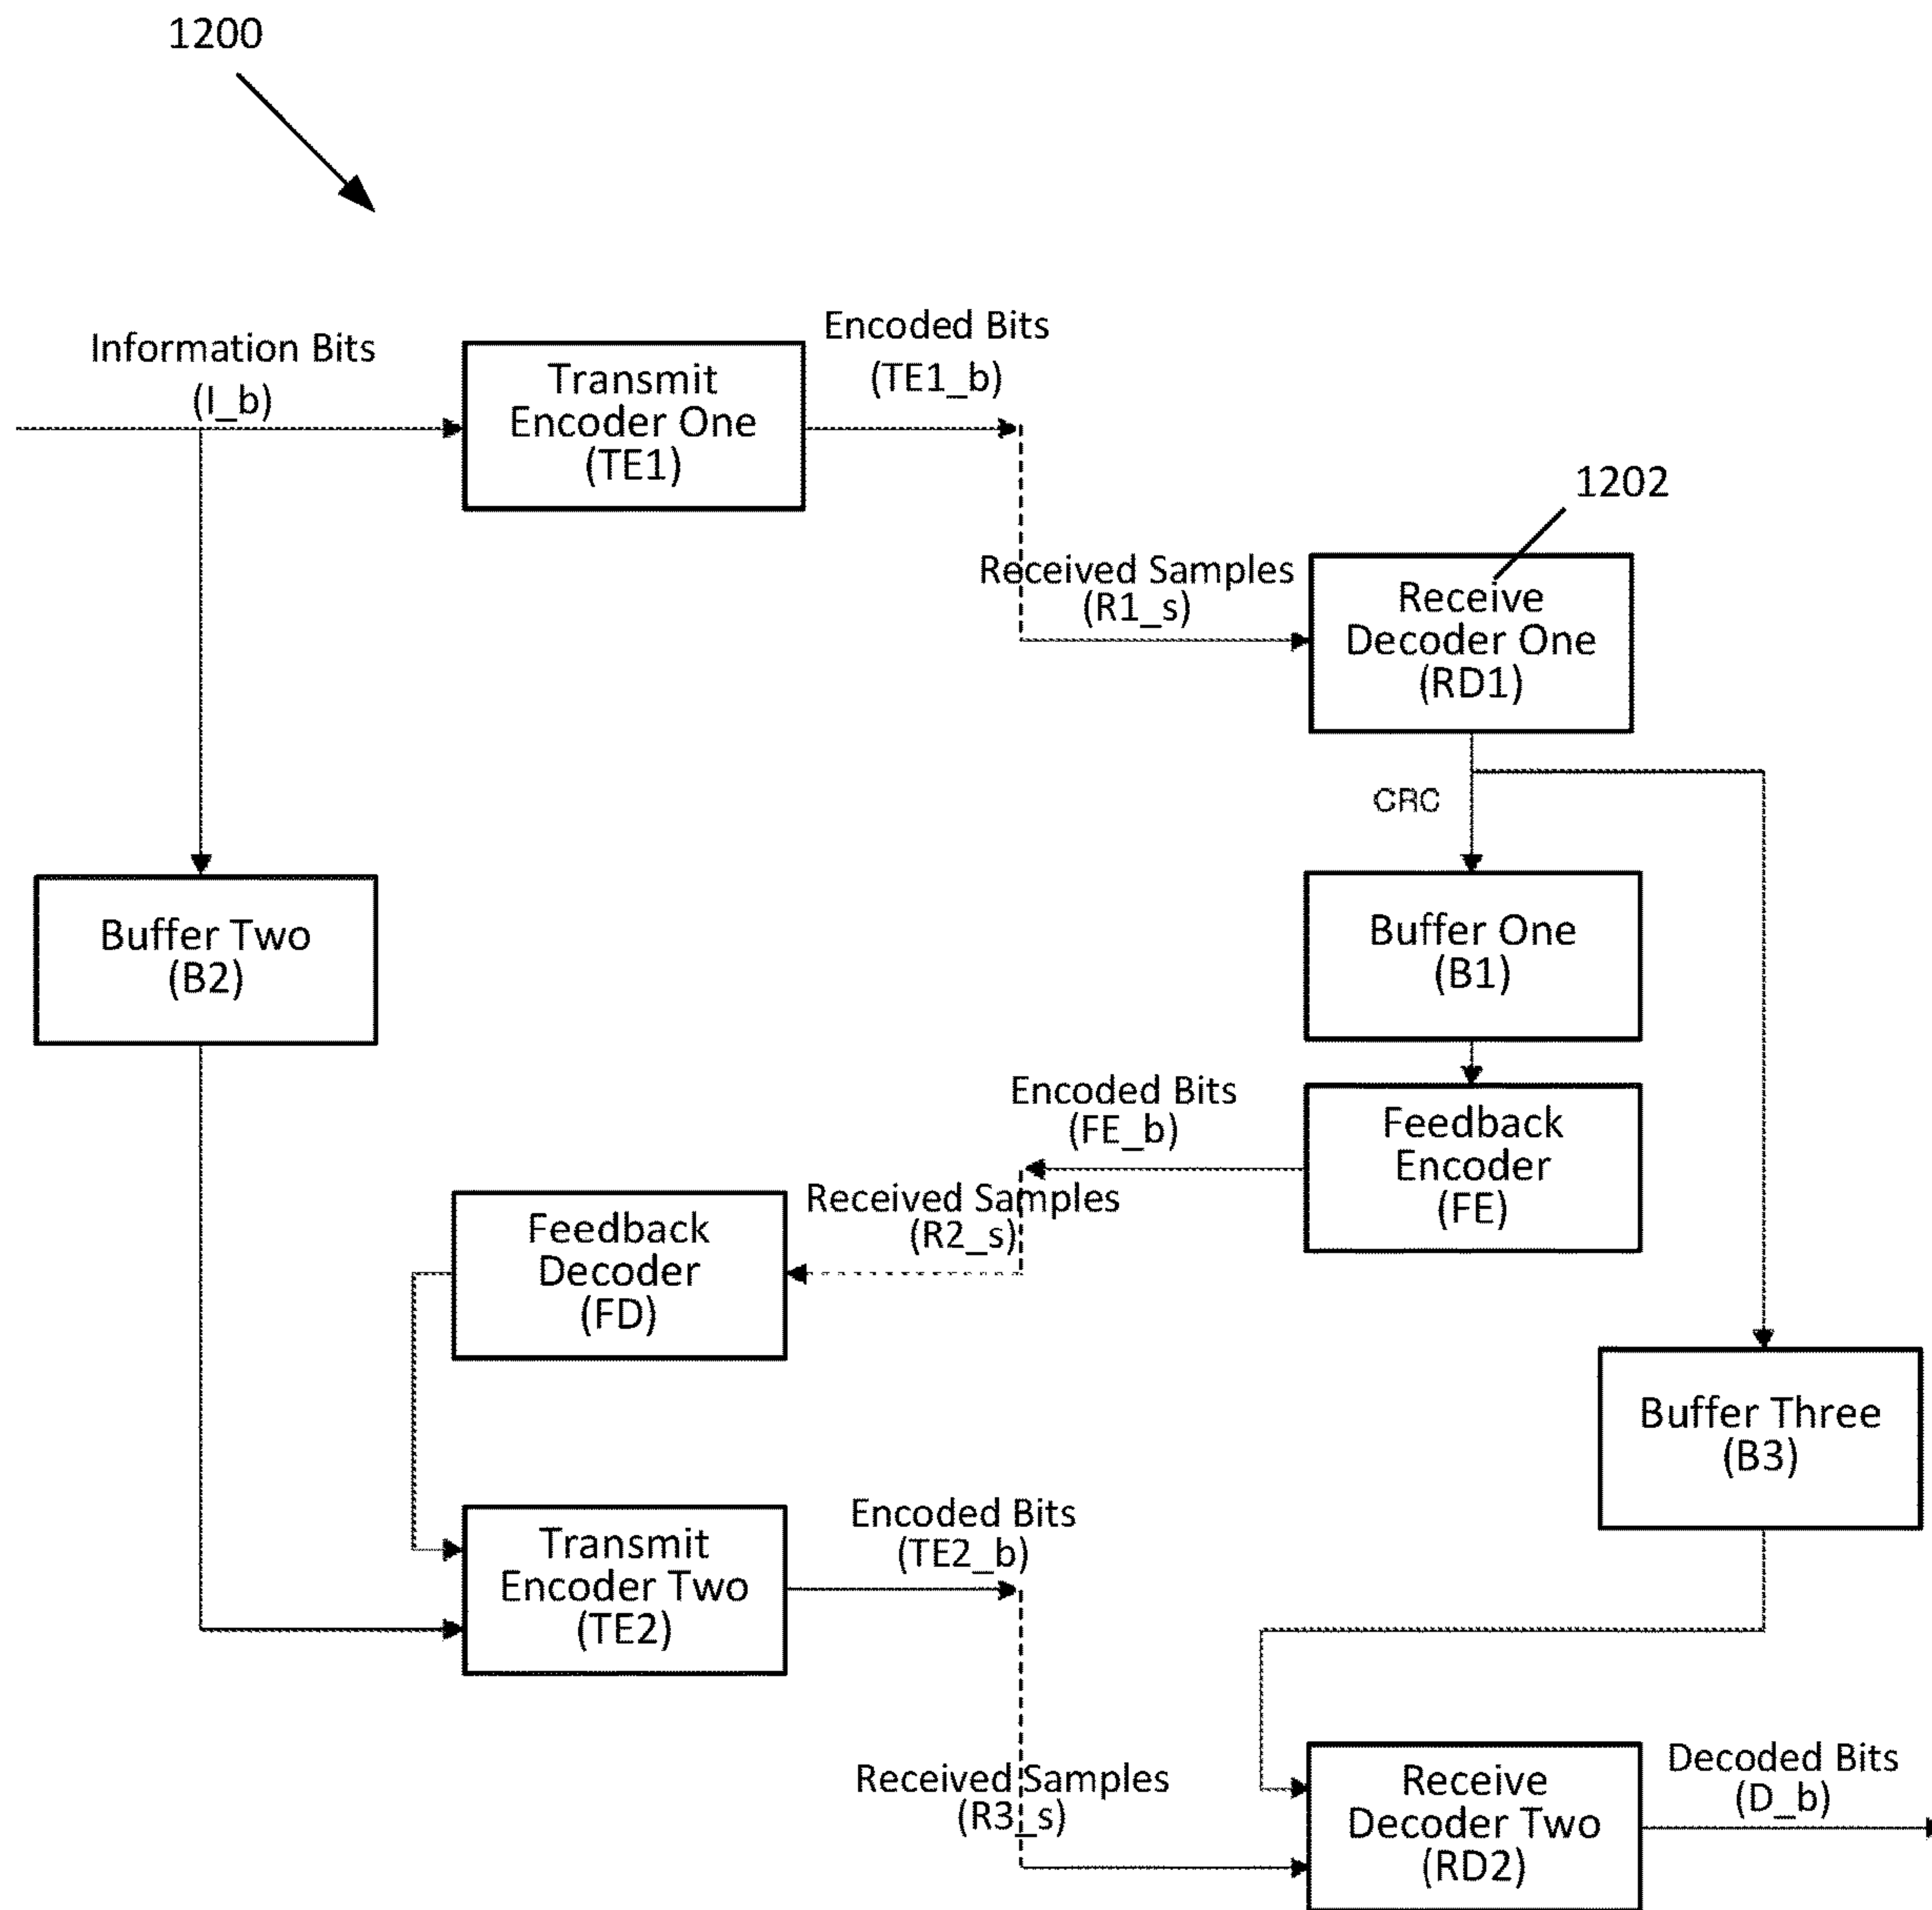 1200
Information Bits
(I_b)
Transmit
Encoder One
(TE1)
Encoded Bits
(TE1_b)
1202
Received Samples
(R1_s)
Receive
Decoder One
(RD1)
CRC
Buffer Two
(B2)
Buffer One
(B1)
Encoded Bits
(FE_b)
Feedback
Encoder
(FE)
Received Samples
(R2_s)
Feedback
Decoder
(FD)
Buffer Three
(B3)
Transmit
Encoder Two
(TE2)
Encoded Bits
(TE2_b)
Received Samples
(R3_s)
Receive
Decoder Two
(RD2)
Decoded Bits
(D_b)